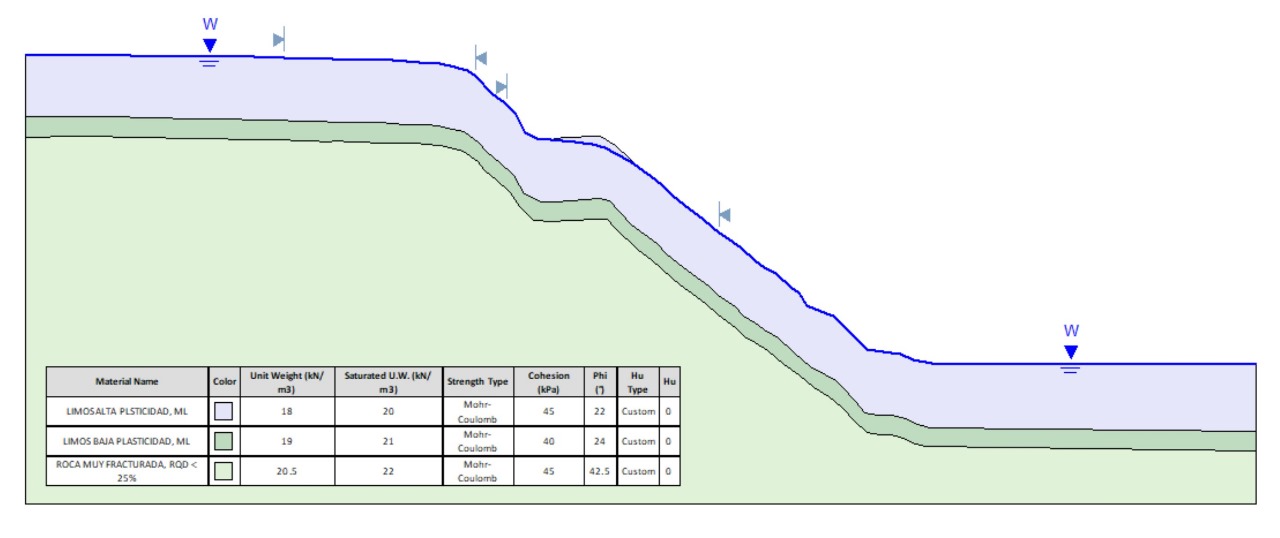 W
W
Material Name Color Unit Weight (kN/ Saturated U.W. (kN/ Strength Type Cohesion Phi Hu Hu
m3) m3) (kPa) (°) Type
LIMOSALTA PLSTICIDAD, ML 18 20 Mohr- 45 22 Custom 0
Coulomb
LIMOS BAJA PLASTICIDAD, ML 19 21 Mohr- 40 24 Custom 0
Coulomb
ROCA MUY FRACTURADA, RQD < 20.5 22 Mohr- 45 42.5 Custom 0
25% Coulomb